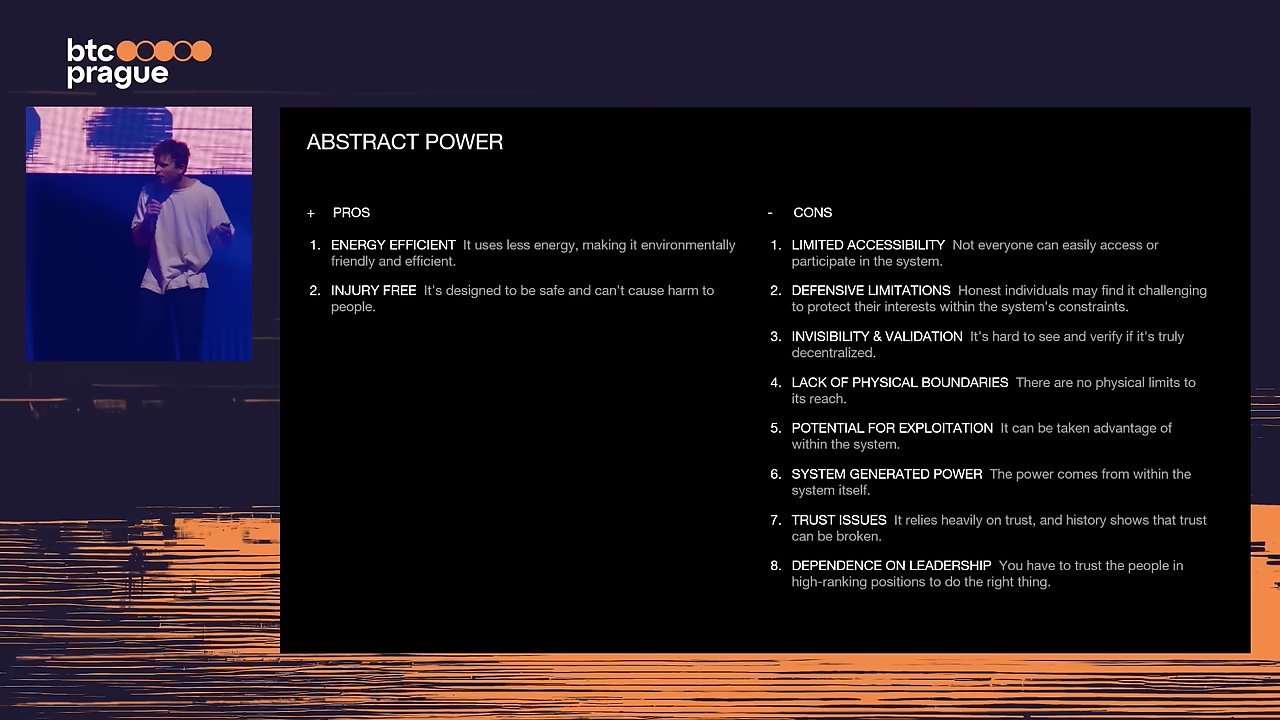 btc
prague
ABSTRACT POWER
+ PROS
1. ENERGY EFFICIENT It uses less energy, making it environmentally
friendly and efficient.
2. INJURY FREE It's designed to be safe and can't cause harm to
people.
- CONS
1. LIMITED ACCESSIBILITY Not everyone can easily access or
participate in the system.
2. DEFENSIVE LIMITATIONS Honest individuals may find it challenging
to protect their interests within the system's constraints.
3. INVISIBILITY & VALIDATION It's hard to see and verify if it's truly
decentralized.
4. LACK OF PHYSICAL BOUNDARIES There are no physical limits to
its reach.
5. POTENTIAL FOR EXPLOITATION It can be taken advantage of
within the system.
6. SYSTEM GENERATED POWER The power comes from within the
system itself.
7. TRUST ISSUES It relies heavily on trust, and history shows that trust
can be broken.
8. DEPENDENCE ON LEADERSHIP You have to trust the people in
high-ranking positions to do the right thing.